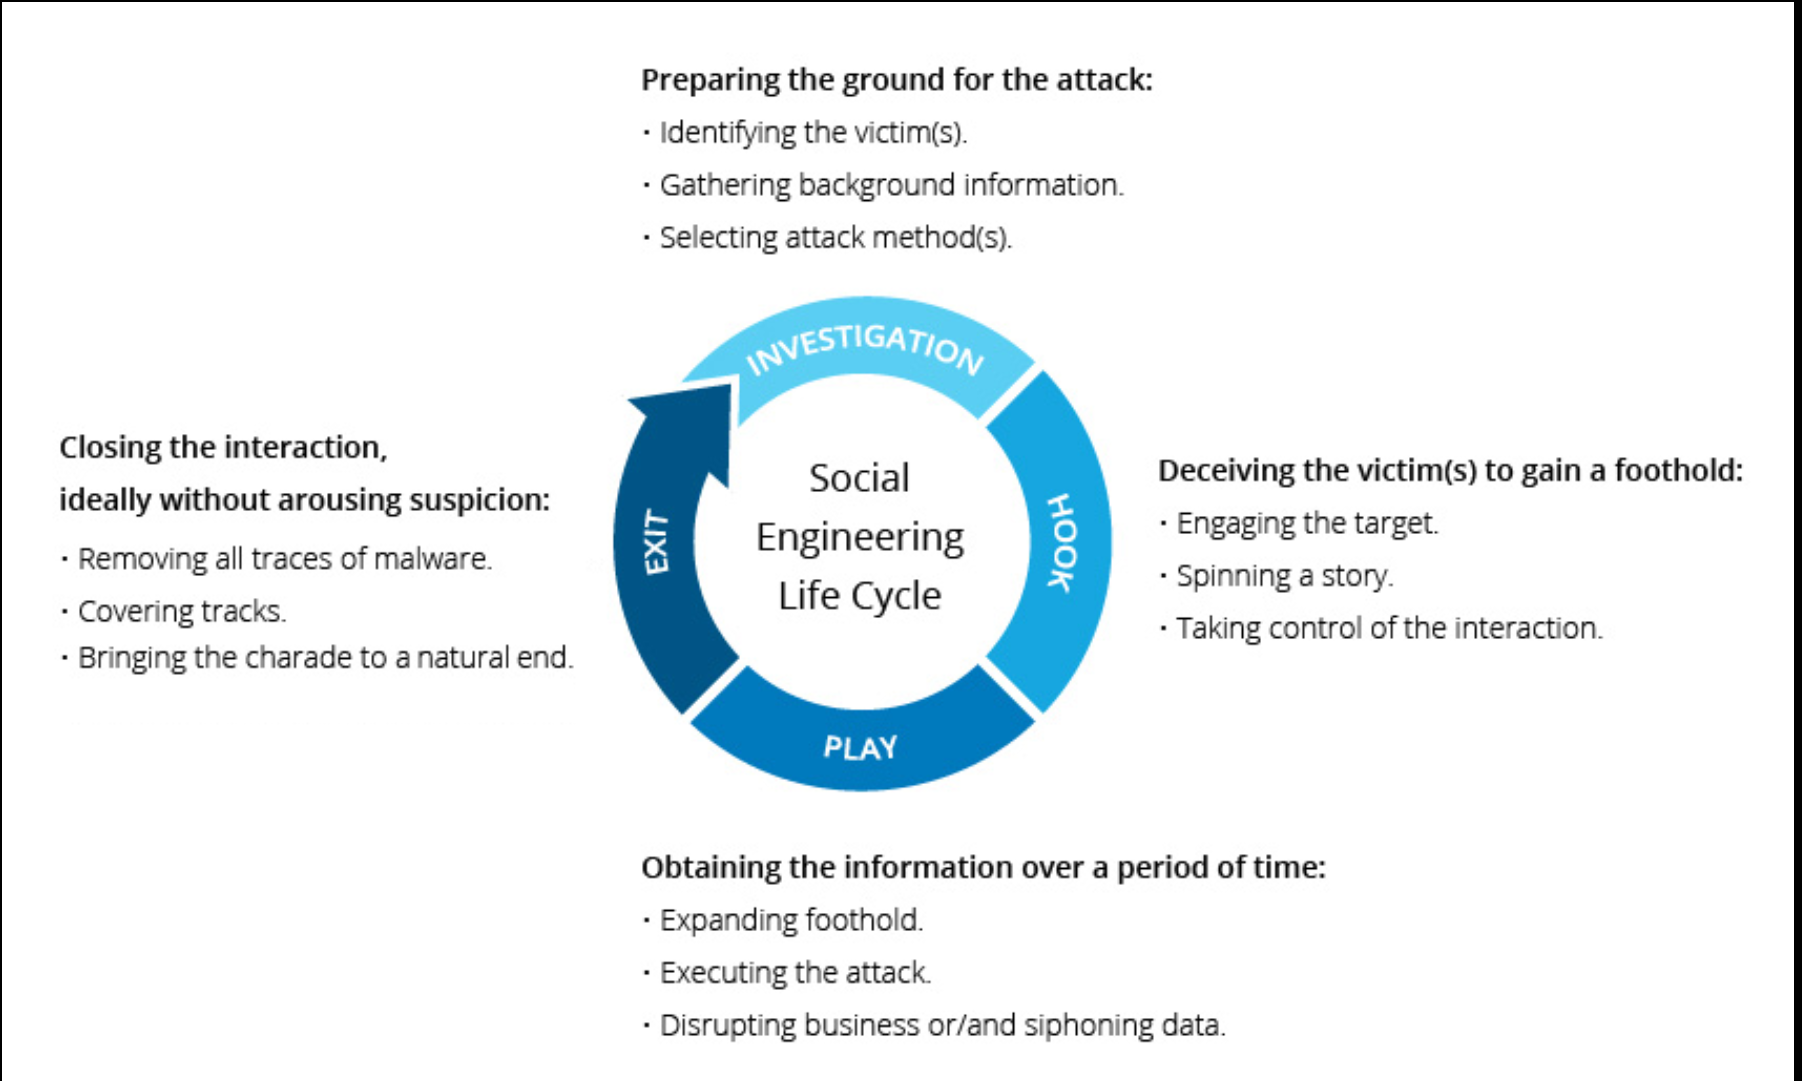 Preparing the ground for the attack:
· Identifying the victim(s).
· Gathering background information.
· Selecting attack method(s).
INVESTIGATION
HOOK
PLAY
EXIT
Social
Engineering
Life Cycle
Deceiving the victim(s) to gain a foothold:
· Engaging the target.
· Spinning a story.
· Taking control of the interaction.
Obtaining the information over a period of time:
· Expanding foothold.
· Executing the attack.
· Disrupting business or/and siphoning data.
Closing the interaction,
ideally without arousing suspicion:
· Removing all traces of malware.
· Covering tracks.
· Bringing the charade to a natural end.